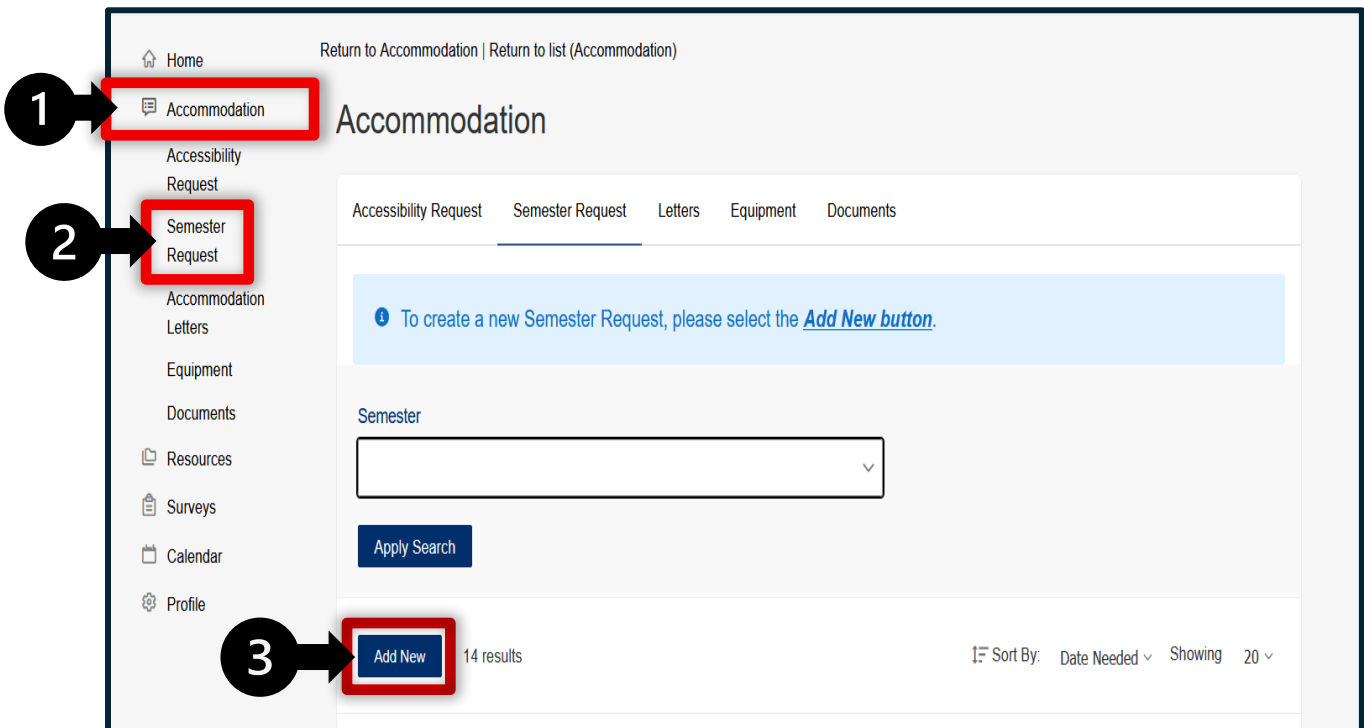 Return to Accommodation | Return to list (Accommodation)
Home
1
Accommodation
Accessibility
Request
2
Semester
Request
Accommodation
Letters
Equipment
Documents
Resources
Surveys
Calendar
Profile
Accommodation
Accessibility Request Semester Request Letters Equipment Documents
To create a new Semester Request, please select the Add New button.
Semester
Apply Search
3
Add New 14 results Sort By: Date Needed Showing 20